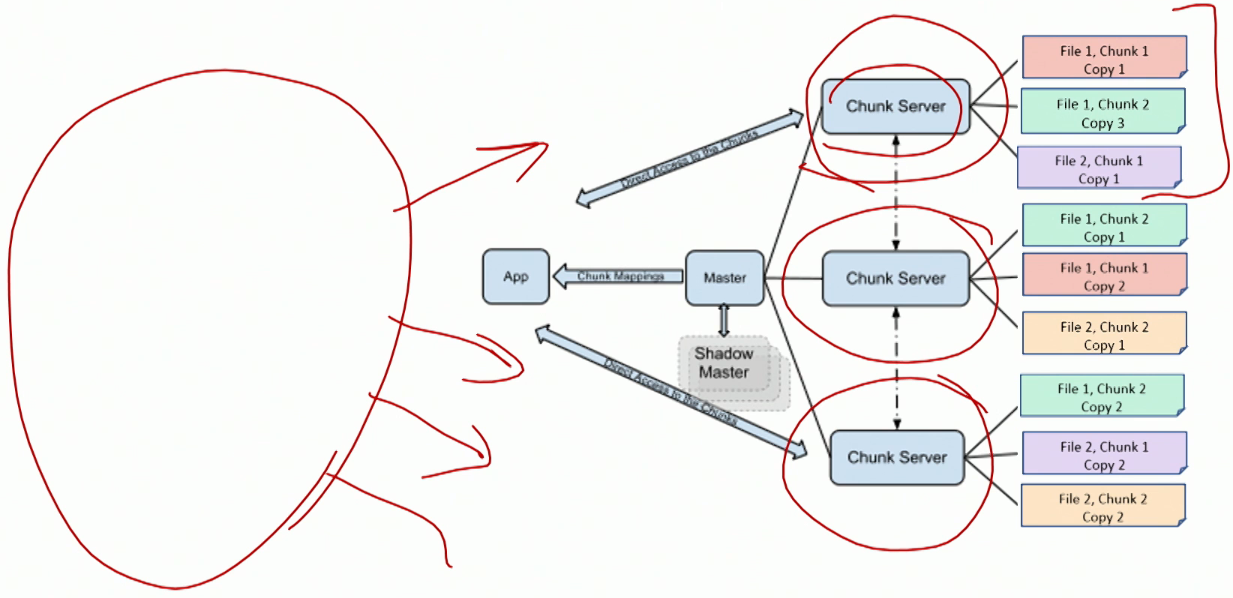 File 1, Chunk 1
Copy 1
Chunk Server
File 1, Chunk 2
Copy 3
Direct Access to the Chunks
File 2, Chunk 1
Copy 1
File 1, Chunk 2
Copy 1
App
Chunk Mappings
Master
Chunk Server
File 1, Chunk 1
Copy 2
File 2, Chunk 2
Copy 1
Shadow
Master
Direct Access to the Chunks
File 1, Chunk 2
Copy 2
Chunk Server
File 2, Chunk 1
Copy 2
File 2, Chunk 2
Copy 2